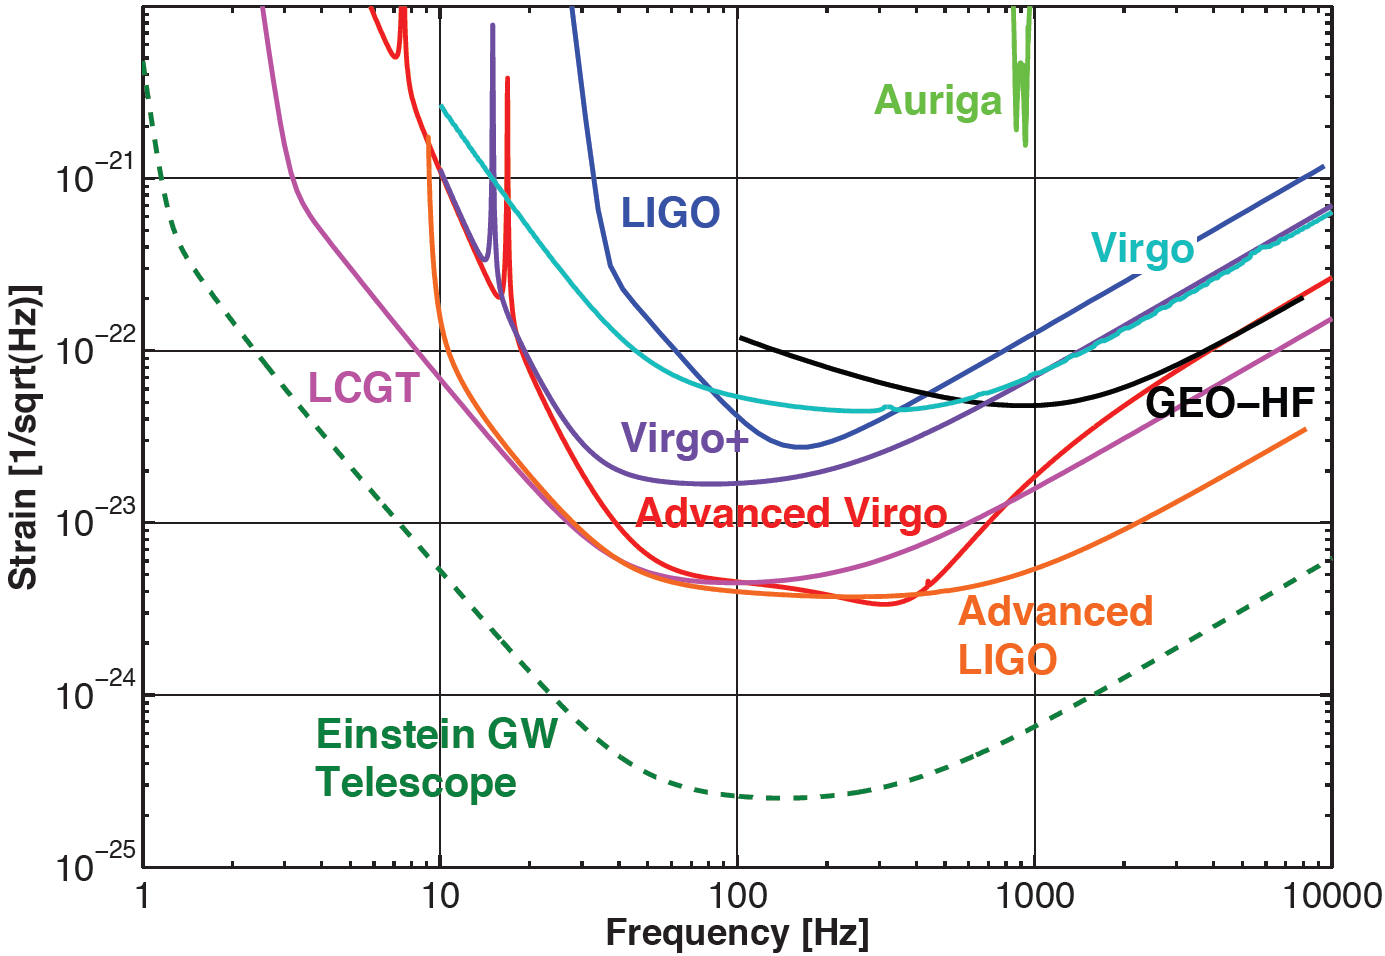 Auriga
10−21
LIGO
Virgo
10−22
LCGT
GEO–HF
Virgo+
Advanced Virgo
10−23
Advanced
LIGO
10−24
Einstein GW
Telescope
10−25
1 10 100 1000 10000
Frequency [Hz]
Strain [1/sqrt(Hz)]